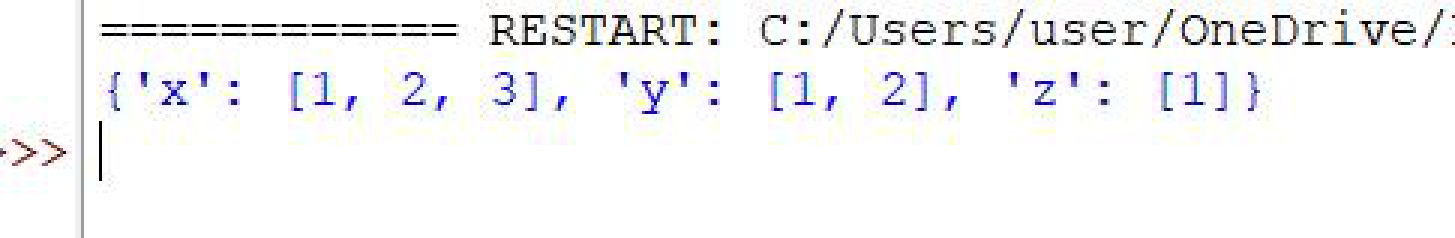 ============ RESTART: C:/Users/user/OneDrive/
{'x': [1, 2, 3], 'y': [1, 2], 'z': [1]}
>>>